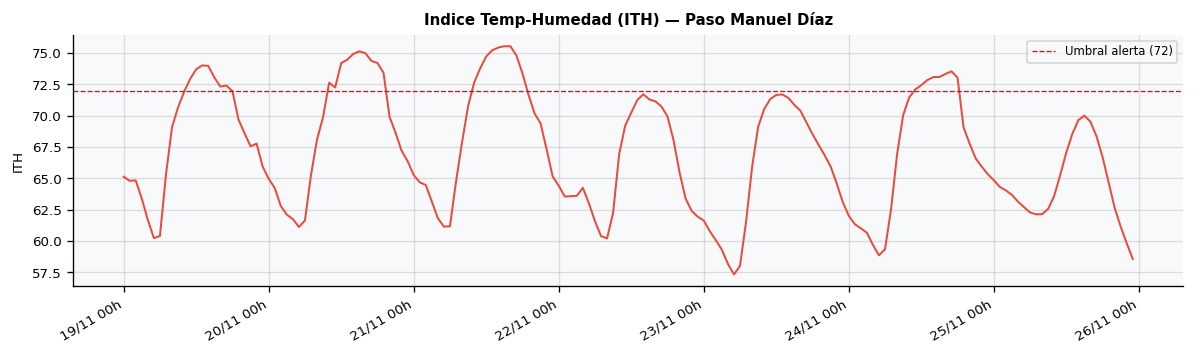 Indice Temp-Humedad (ITH) — Paso Manuel Díaz
Umbral alerta (72)
ITH
75.0
72.5
70.0
67.5
65.0
62.5
60.0
57.5
19/11 00h
20/11 00h
21/11 00h
22/11 00h
23/11 00h
24/11 00h
25/11 00h
26/11 00h